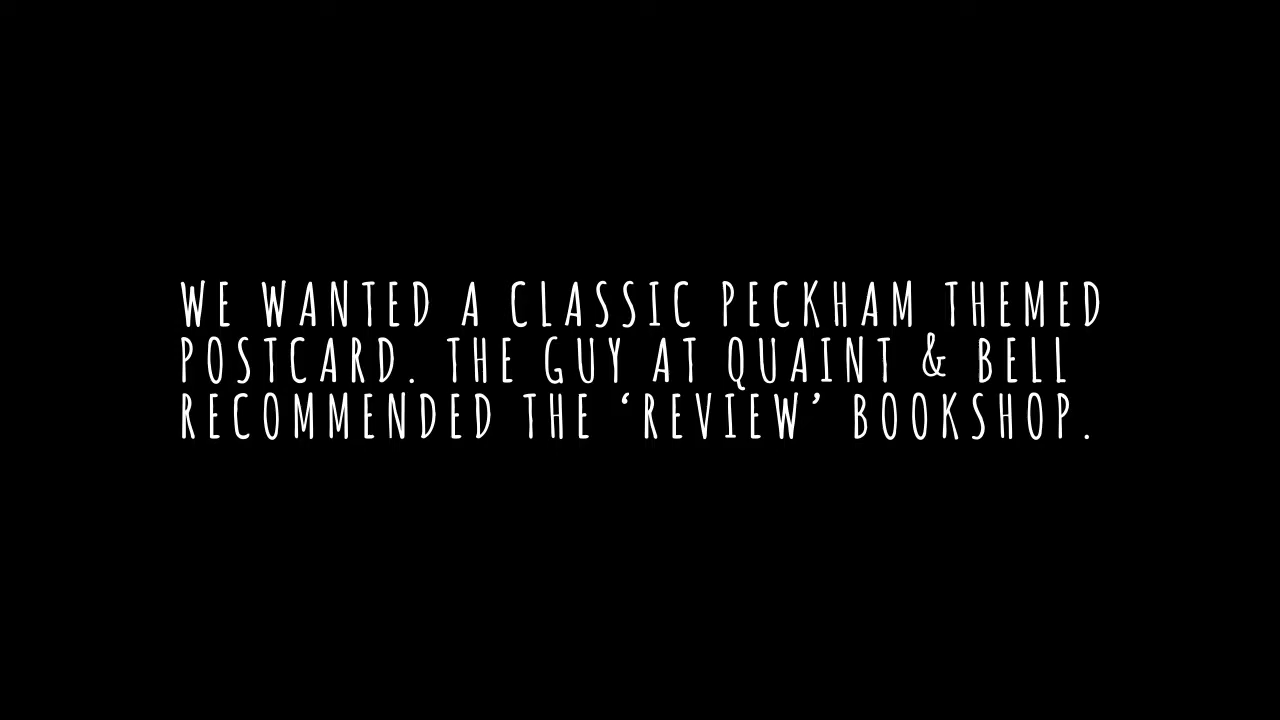 WE WANTED A CLASSIC PECKHAM THEMED
POSTCARD. THE GUY AT QUAINT & BELL
RECOMMENDED THE ‘REVIEW’ BOOKSHOP.